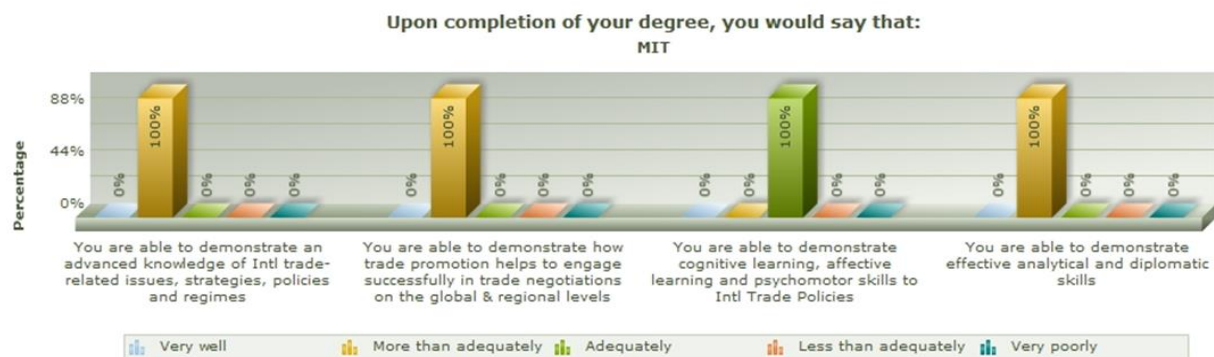 Upon completion of your degree, you would say that:
MIT
Percentage
88%
44%
0%
0%
100%
0%
0%
0%
0%
100%
0%
0%
0%
0%
0%
100%
0%
0%
0%
100%
0%
0%
0%
You are able to demonstrate an
advanced knowledge of Intl trade-
related issues, strategies, policies
and regimes
You are able to demonstrate how
trade promotion helps to engage
successfully in trade negotiations
on the global & regional levels
You are able to demonstrate
cognitive learning, affective
learning and psychomotor skills to
Intl Trade Policies
You are able to demonstrate
effective analytical and diplomatic
skills
Very well More than adequately Adequately Less than adequately Very poorly